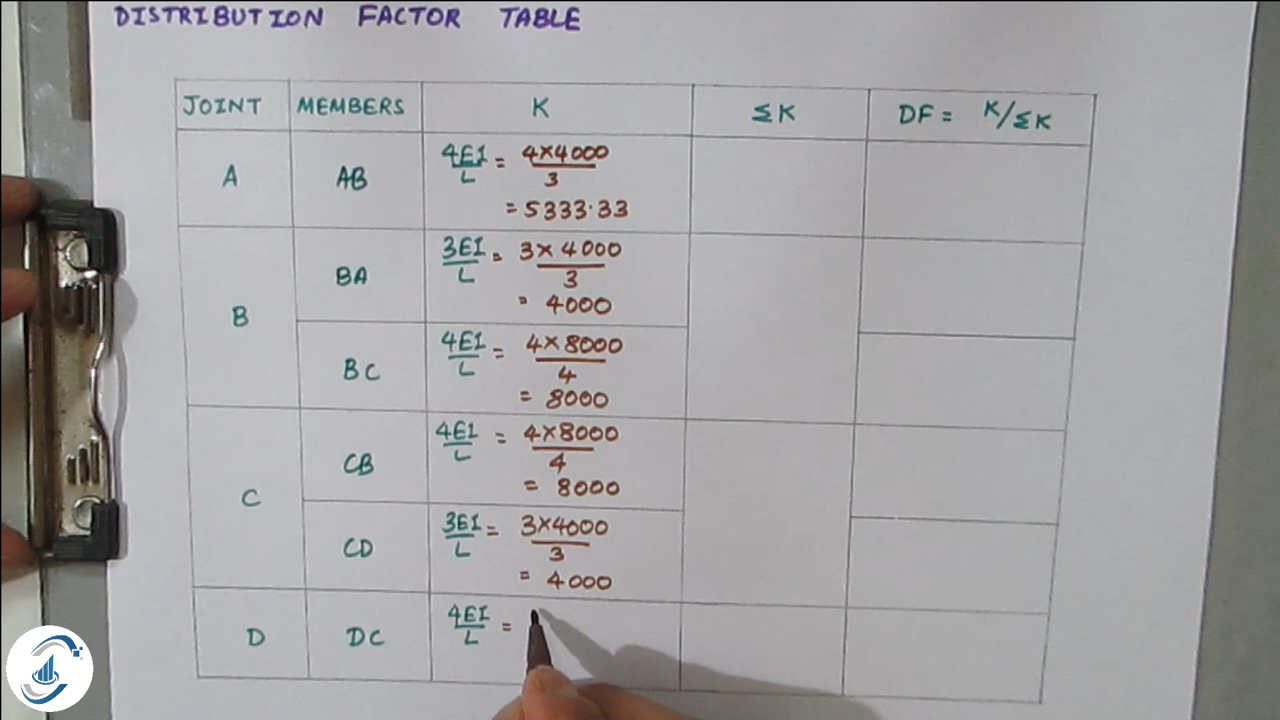 DISTRIBUTION FACTOR TABLE
JOINT MEMBERS K ΣK DF = K/ΣK
A AB 4EI/L = 4×4000/3
= 5333.33
B BA 3EI/L = 3×4000/3
= 4000
BC 4EI/L = 4×8000/4
= 8000
C CB 4EI/L = 4×8000/4
= 8000
CD 3EI/L = 3×4000/3
= 4000
D DC 4EI/L =